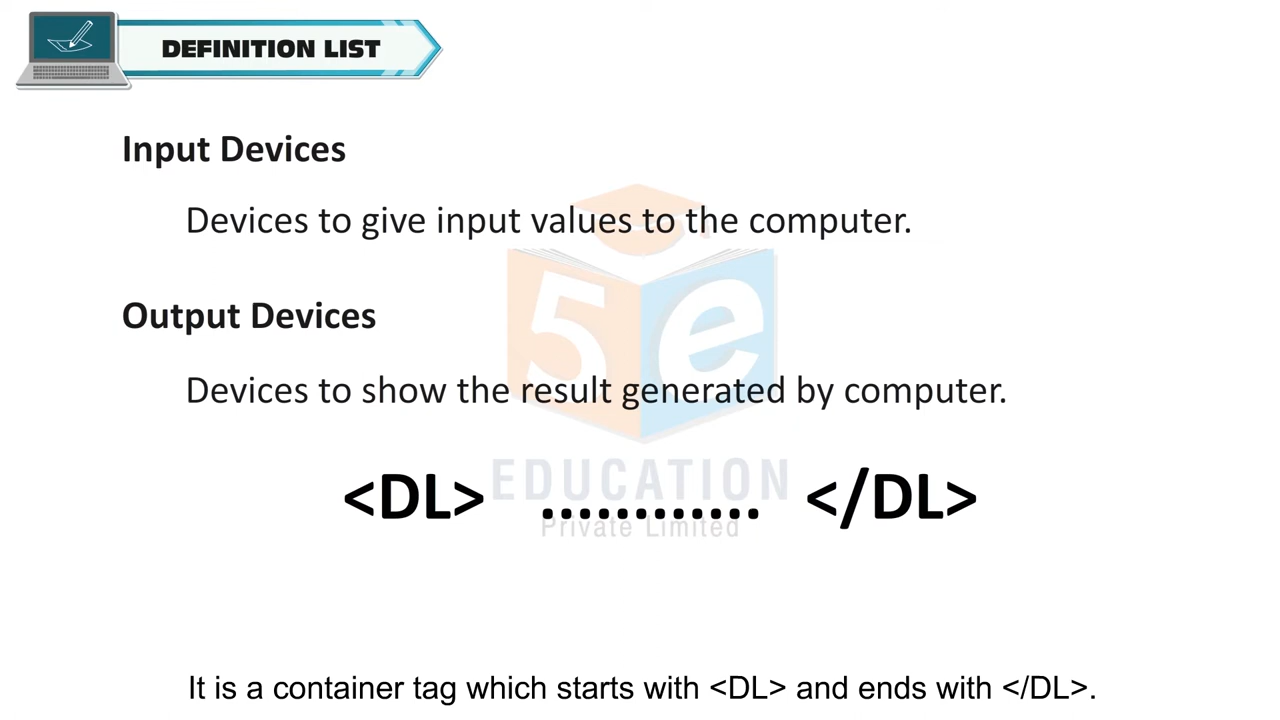 DEFINITION LIST
Input Devices
Devices to give input values to the computer.
Output Devices
Devices to show the result generated by computer.
5e
EDUCATION
<DL> ............ </DL>
Private Limited
It is a container tag which starts with <DL> and ends with </DL>.